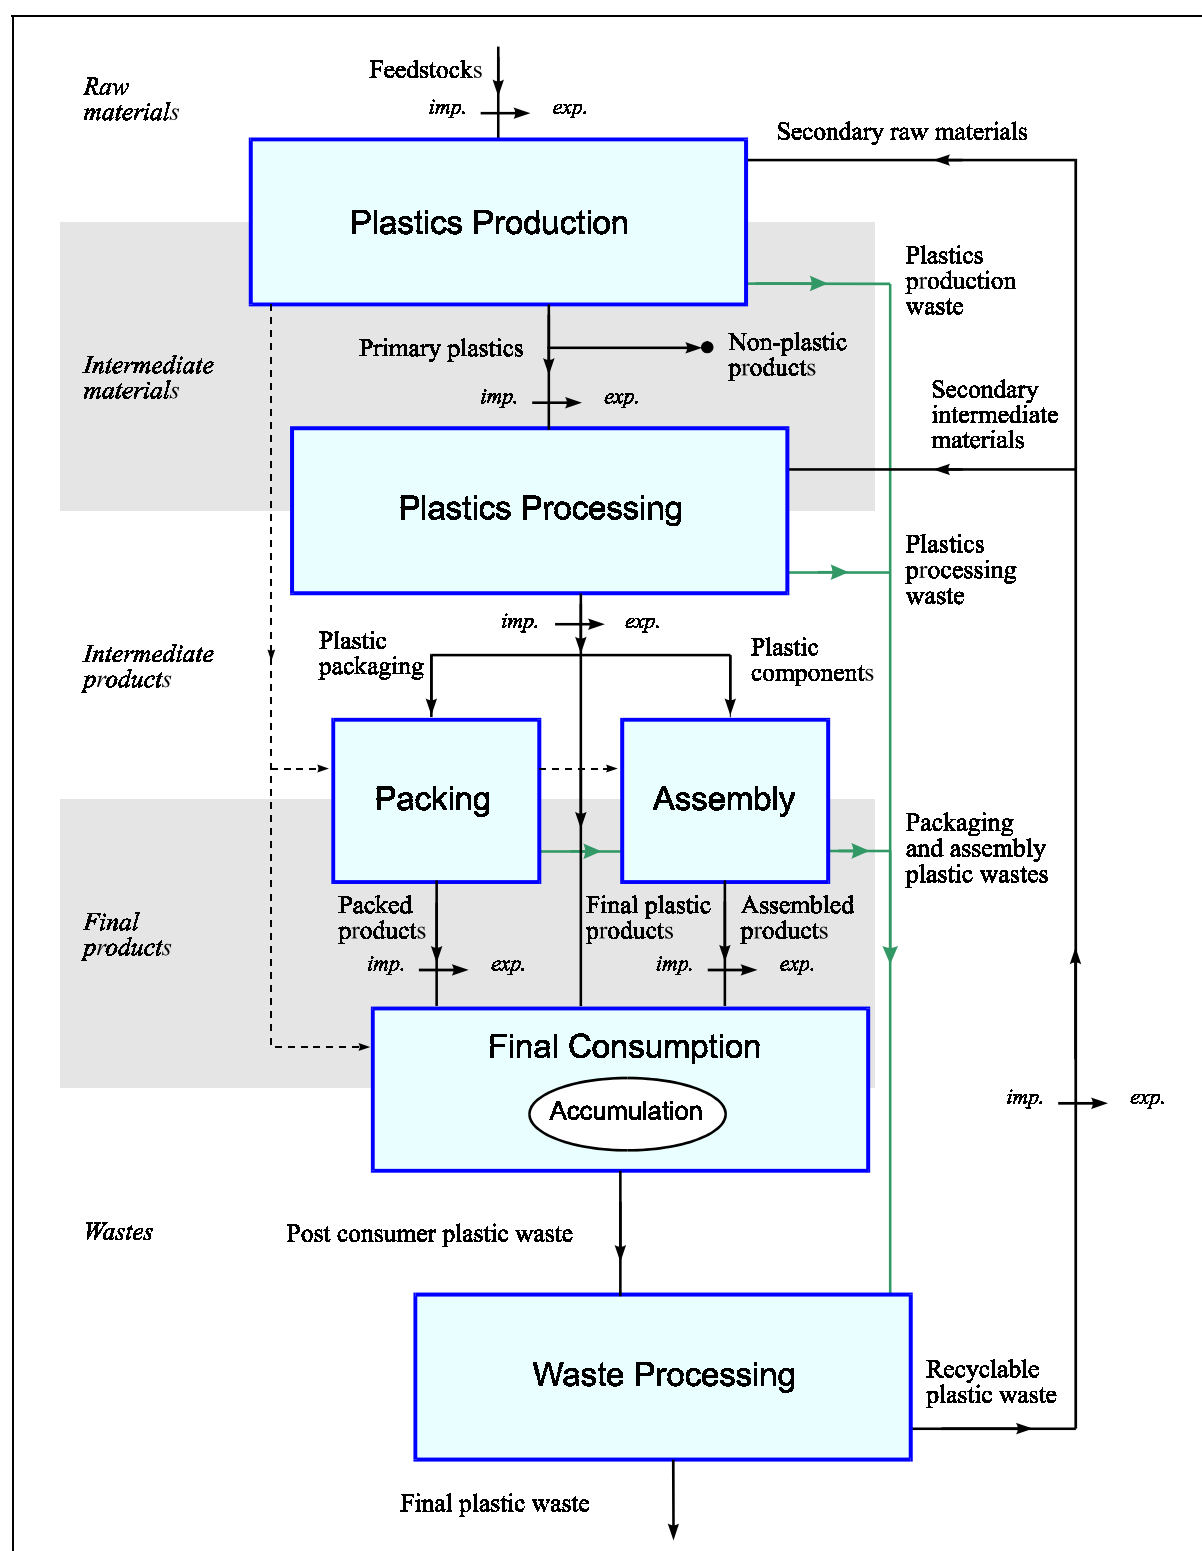 Feedstocks
Raw
materials
imp.
exp.
Secondary raw materials
Plastics Production
Plastics
production
waste
Primary plastics
Non-plastic
products
Intermediate
materials
imp.
exp.
Secondary
intermediate
materials
Plastics Processing
Plastics
processing
waste
imp.
exp.
Plastic
packaging
Plastic
components
Intermediate
products
Packing
Assembly
Packaging
and assembly
plastic wastes
Packed
products
Final plastic
products
Assembled
products
Final
products
imp.
exp.
imp.
exp.
Final Consumption
Accumulation
imp.
exp.
Wastes
Post consumer plastic waste
Waste Processing
Recyclable
plastic waste
Final plastic waste